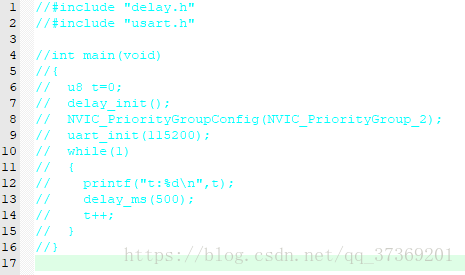 1 //#include "delay.h"
2 //#include "usart.h"
3
4 //int main(void)
5 //{
6 //  u8 t=0;
7 //  delay_init();
8 //  NVIC_PriorityGroupConfig(NVIC_PriorityGroup_2);
9 //  uart_init(115200);
10 //  while(1)
11 //  {
12 //    printf("t:%d\n",t);
13 //    delay_ms(500);
14 //    t++;
15 //  }
16 //}
https://blog.csdn.net/qq_37369201
17